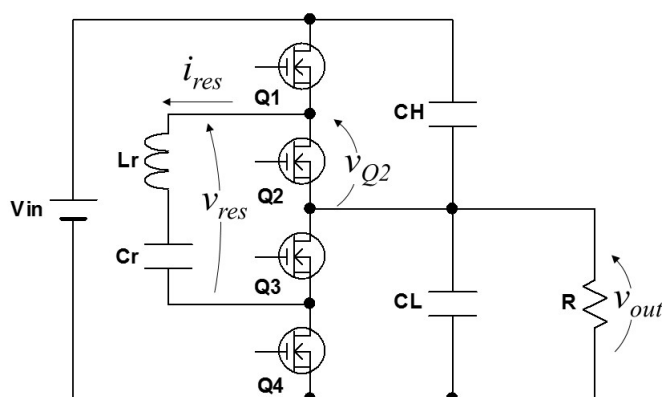 i_res
Q1
CH
Lr
v_res
Q2
v_Q2
Vin
Cr
Q3
CL
R
v_out
Q4